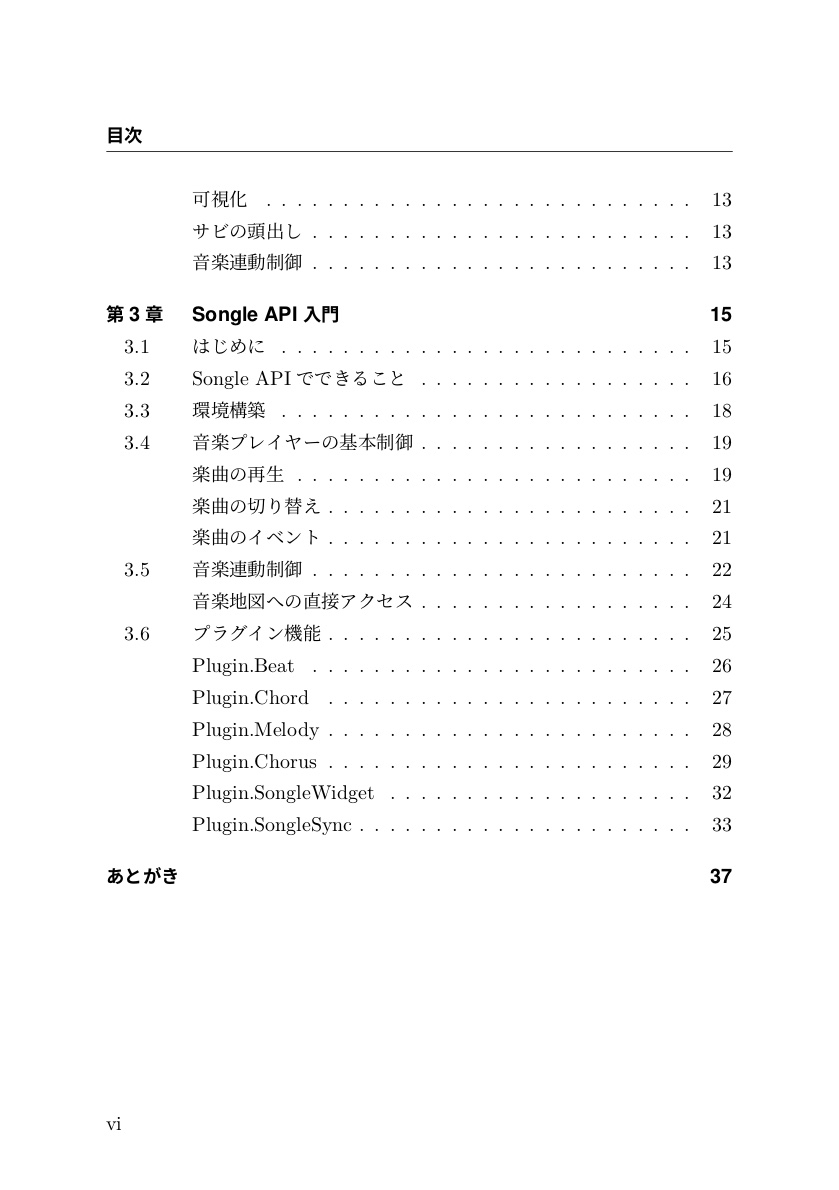 目次
可視化 . . . . . . . . . . . . . . . . . . . . . . . . . . . . 13
サビの頭出し . . . . . . . . . . . . . . . . . . . . . . . . . 13
音楽連動制御 . . . . . . . . . . . . . . . . . . . . . . . . . 13
第 3 章 Songle API 入門 15
3.1 はじめに . . . . . . . . . . . . . . . . . . . . . . . . . . . 15
3.2 Songle API でできること . . . . . . . . . . . . . . . . . . 16
3.3 環境構築 . . . . . . . . . . . . . . . . . . . . . . . . . . . 18
3.4 音楽プレイヤーの基本制御 . . . . . . . . . . . . . . . . . . 19
楽曲の再生 . . . . . . . . . . . . . . . . . . . . . . . . . . 19
楽曲の切り替え . . . . . . . . . . . . . . . . . . . . . . . . 21
楽曲のイベント . . . . . . . . . . . . . . . . . . . . . . . . 21
3.5 音楽連動制御 . . . . . . . . . . . . . . . . . . . . . . . . . 22
音楽地図への直接アクセス . . . . . . . . . . . . . . . . . . 24
3.6 プラグイン機能 . . . . . . . . . . . . . . . . . . . . . . . . 25
Plugin.Beat . . . . . . . . . . . . . . . . . . . . . . . . . 26
Plugin.Chord . . . . . . . . . . . . . . . . . . . . . . . . 27
Plugin.Melody . . . . . . . . . . . . . . . . . . . . . . . . 28
Plugin.Chorus . . . . . . . . . . . . . . . . . . . . . . . . 29
Plugin.SongleWidget . . . . . . . . . . . . . . . . . . . . 32
Plugin.SongleSync . . . . . . . . . . . . . . . . . . . . . . 33
あとがき 37
vi